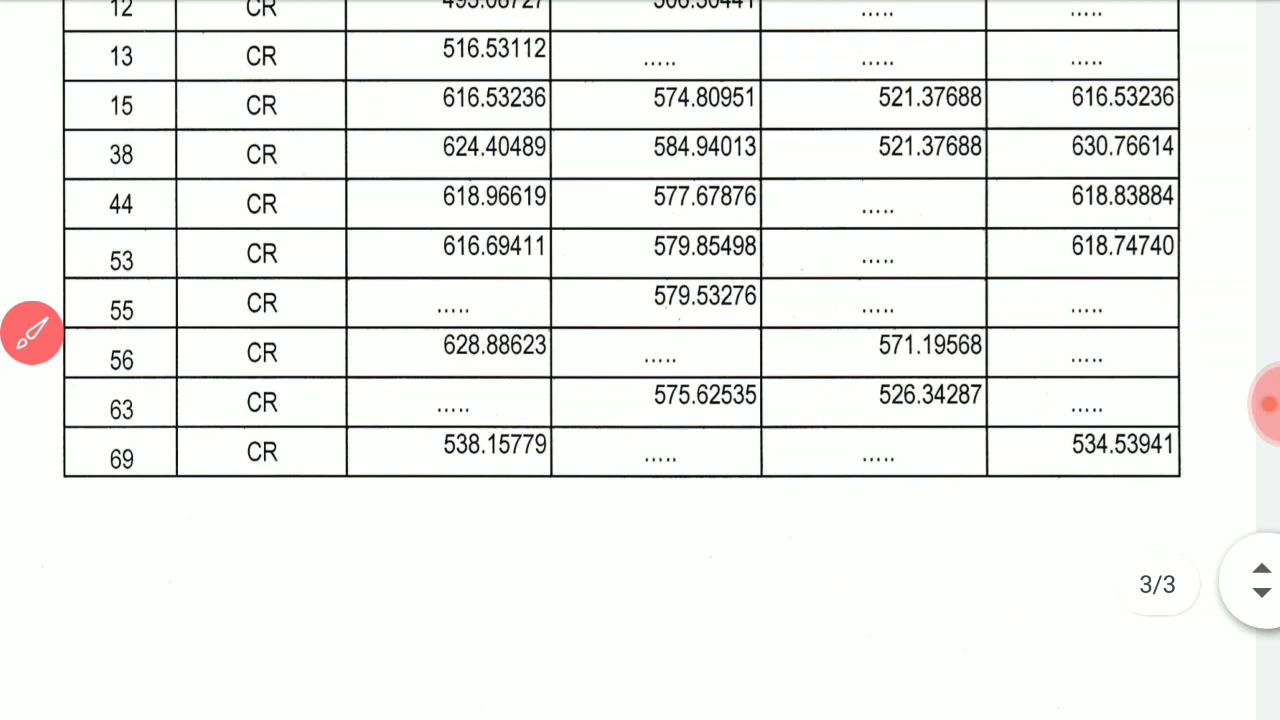 12 CR 495.08727 506.50441 ..... .....
13 CR 516.53112 ..... ..... .....
15 CR 616.53236 574.80951 521.37688 616.53236
38 CR 624.40489 584.94013 521.37688 630.76614
44 CR 618.96619 577.67876 ..... 618.83884
53 CR 616.69411 579.85498 ..... 618.74740
55 CR ..... 579.53276 ..... .....
56 CR 628.88623 ..... 571.19568 .....
63 CR ..... 575.62535 526.34287 .....
69 CR 538.15779 ..... ..... 534.53941
3/3